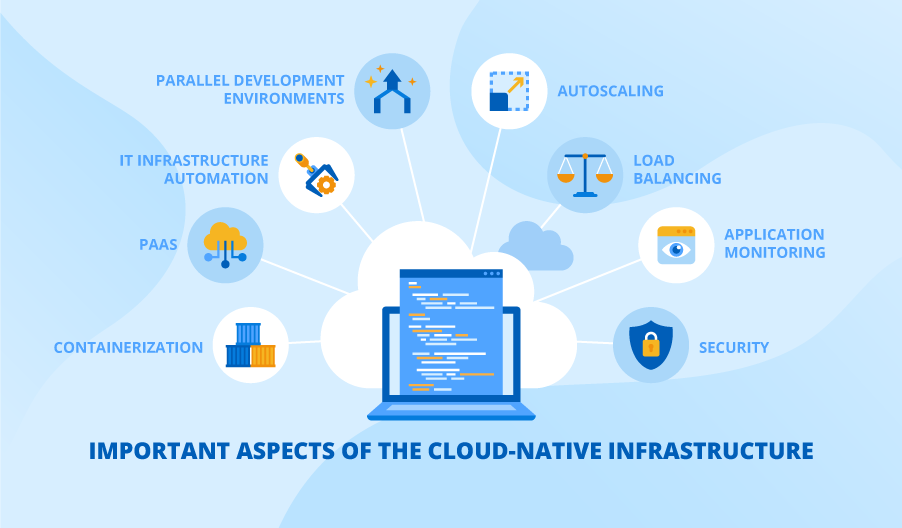 PARALLEL DEVELOPMENT
ENVIRONMENTS
AUTOSCALING
IT INFRASTRUCTURE
AUTOMATION
LOAD
BALANCING
PAAS
APPLICATION
MONITORING
CONTAINERIZATION
SECURITY
IMPORTANT ASPECTS OF THE CLOUD-NATIVE INFRASTRUCTURE